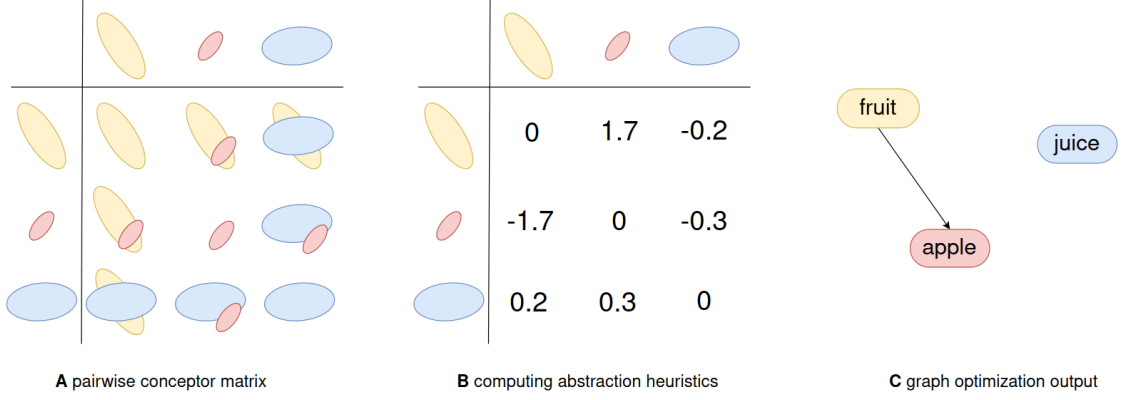 0 1.7 -0.2
-1.7 0 -0.3
0.2 0.3 0
fruit
juice
apple
A pairwise conceptor matrix
B computing abstraction heuristics
C graph optimization output